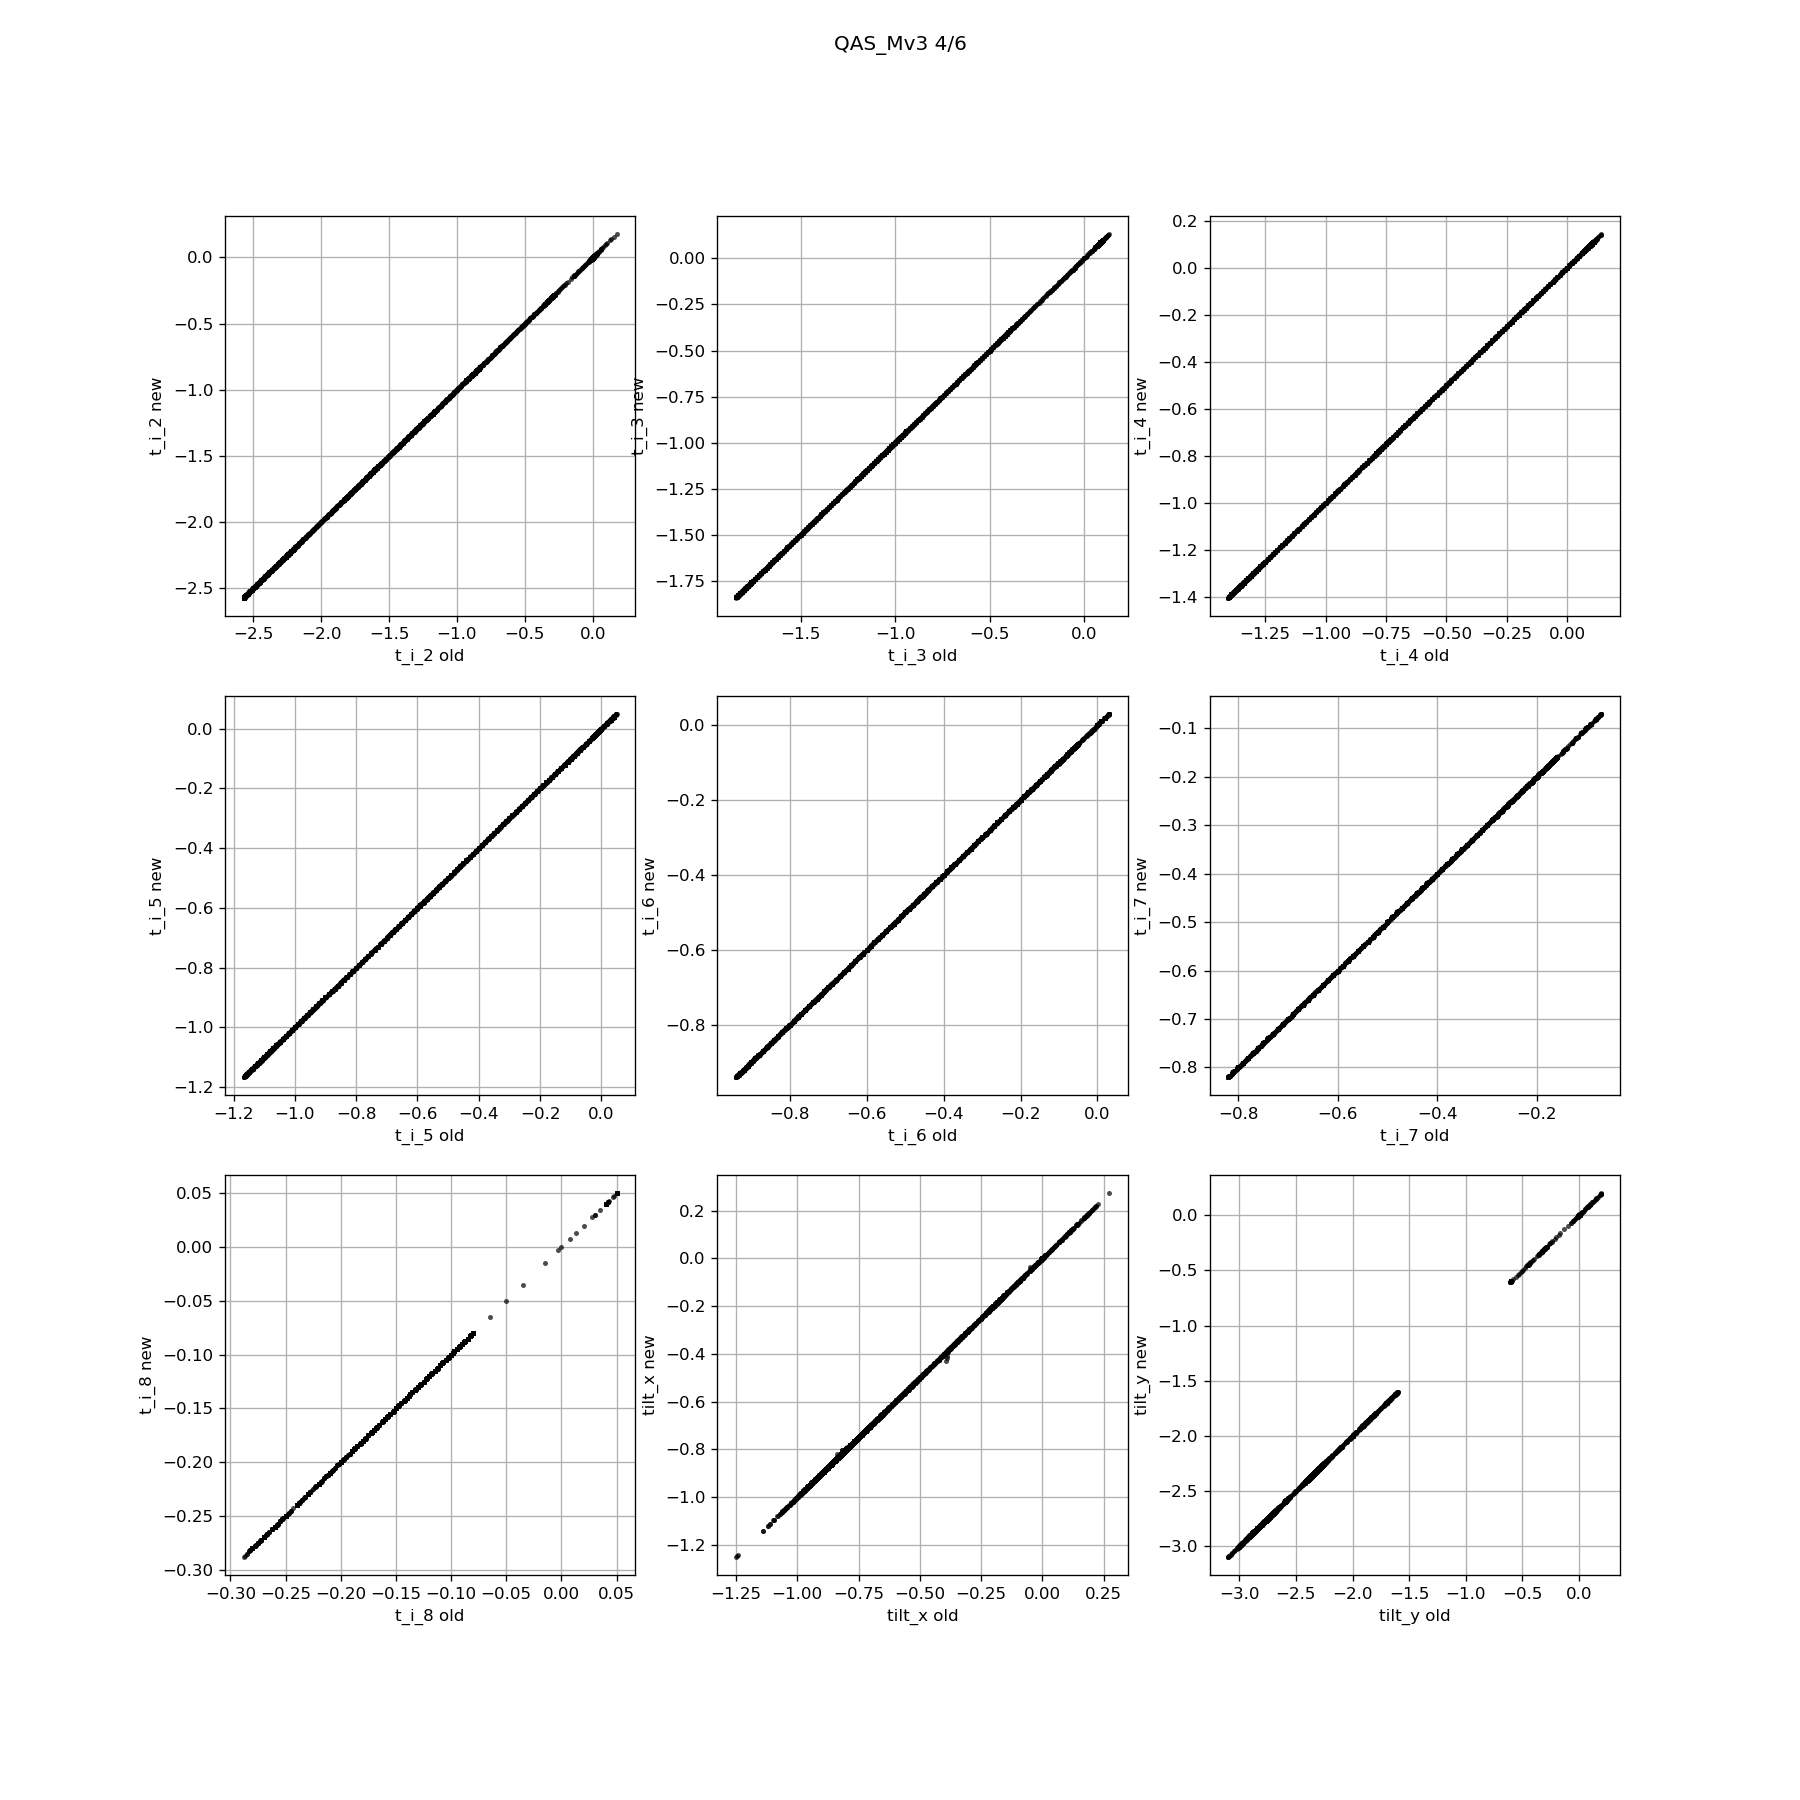 QAS_Mv3 4/6
t_i_2 new
0.0
−0.5
−1.0
−1.5
−2.0
−2.5
−2.5 −2.0 −1.5 −1.0 −0.5 0.0
t_i_2 old
t_i_3 new
0.00
−0.25
−0.50
−0.75
−1.00
−1.25
−1.50
−1.75
−1.5 −1.0 −0.5 0.0
t_i_3 old
t_i_4 new
0.2
0.0
−0.2
−0.4
−0.6
−0.8
−1.0
−1.2
−1.4
−1.25 −1.00 −0.75 −0.50 −0.25 0.00
t_i_4 old
t_i_5 new
0.0
−0.2
−0.4
−0.6
−0.8
−1.0
−1.2
−1.2 −1.0 −0.8 −0.6 −0.4 −0.2 0.0
t_i_5 old
t_i_6 new
0.0
−0.2
−0.4
−0.6
−0.8
−0.8 −0.6 −0.4 −0.2 0.0
t_i_6 old
t_i_7 new
−0.1
−0.2
−0.3
−0.4
−0.5
−0.6
−0.7
−0.8
−0.8 −0.6 −0.4 −0.2
t_i_7 old
t_i_8 new
0.05
0.00
−0.05
−0.10
−0.15
−0.20
−0.25
−0.30
−0.30 −0.25 −0.20 −0.15 −0.10 −0.05 0.00 0.05
t_i_8 old
tilt_x new
0.2
0.0
−0.2
−0.4
−0.6
−0.8
−1.0
−1.2
−1.25 −1.00 −0.75 −0.50 −0.25 0.00 0.25
tilt_x old
tilt_y new
0.0
−0.5
−1.0
−1.5
−2.0
−2.5
−3.0
−3.0 −2.5 −2.0 −1.5 −1.0 −0.5 0.0
tilt_y old